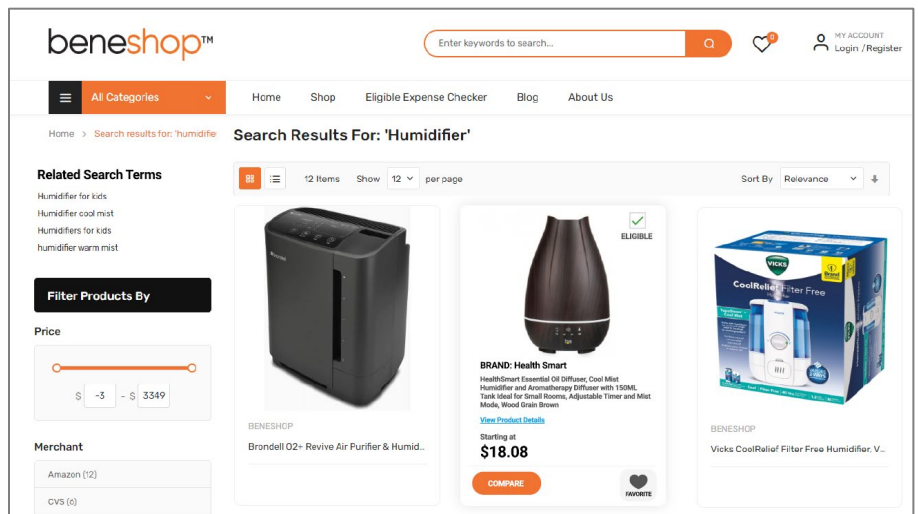 beneshop™
Enter keywords to search...
0
MY ACCOUNT
Login /Register
All Categories
Home
Shop
Eligible Expense Checker
Blog
About Us
Home > Search results for: 'humidifie
Search Results For: 'Humidifier'
Related Search Terms
Humidifier for kids
Humidifier cool mist
Humidifiers for kids
humidifier warm mist
12 Items Show 12 per page
Sort By Relevance
Filter Products By
Price
$ -3 - $ 3349
Merchant
Amazon (12)
CVS (6)
BENESHOP
Brondell O2+ Revive Air Purifier & Humid...
ELIGIBLE
BRAND: Health Smart
HealthSmart Essential Oil Diffuser, Cool Mist
Humidifier and Aromatherapy Diffuser with 150ML
Tank Ideal for Small Rooms, Adjustable Timer and Mist
Mode, Wood Grain Brown
View Product Details
Starting at
$18.08
COMPARE
FAVORITE
VICKS
#1
Brand
CoolRelief Filter Free
BENESHOP
Vicks CoolRelief Filter Free Humidifier. V...